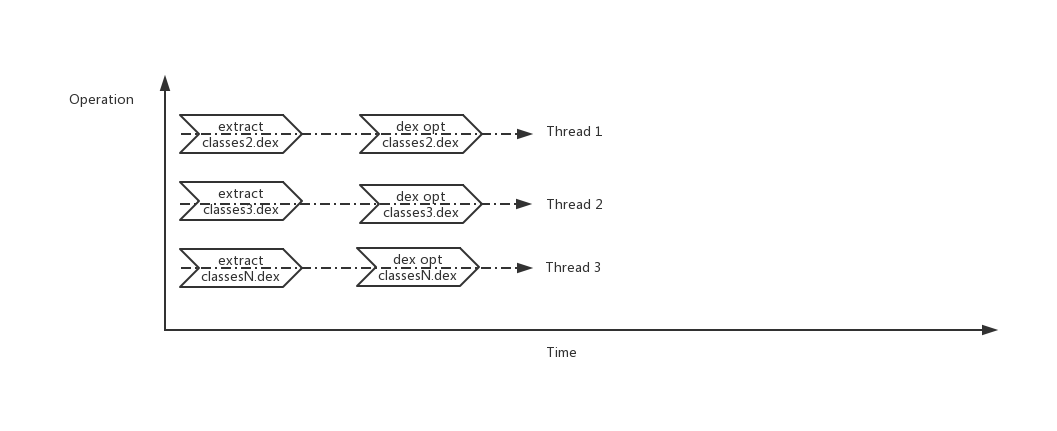 Operation
extract
classes2.dex
dex opt
classes2.dex
Thread 1
extract
classes3.dex
dex opt
classes3.dex
Thread 2
extract
classesN.dex
dex opt
classesN.dex
Thread 3
Time